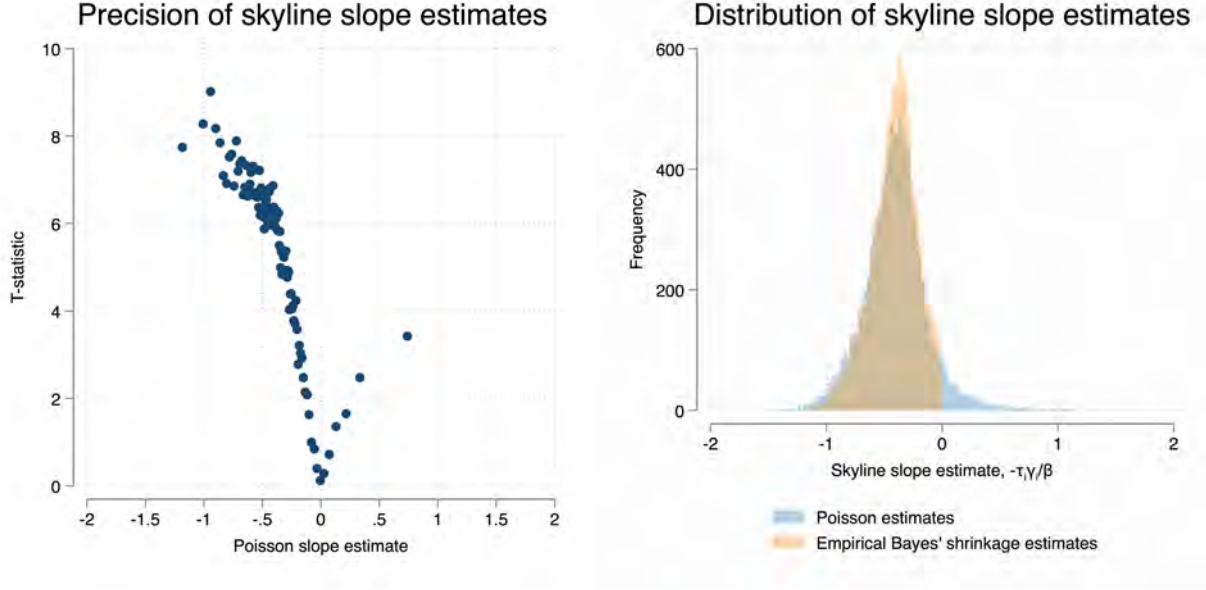 Precision of skyline slope estimates
10
8
6
4
2
0
T-statistic
-2 -1.5 -1 -.5 0 .5 1 1.5 2
Poisson slope estimate
Distribution of skyline slope estimates
600
400
200
0
Frequency
-2 -1 0 1 2
Skyline slope estimate, -τᵢγᵢ/β
Poisson estimates
Empirical Bayes' shrinkage estimates